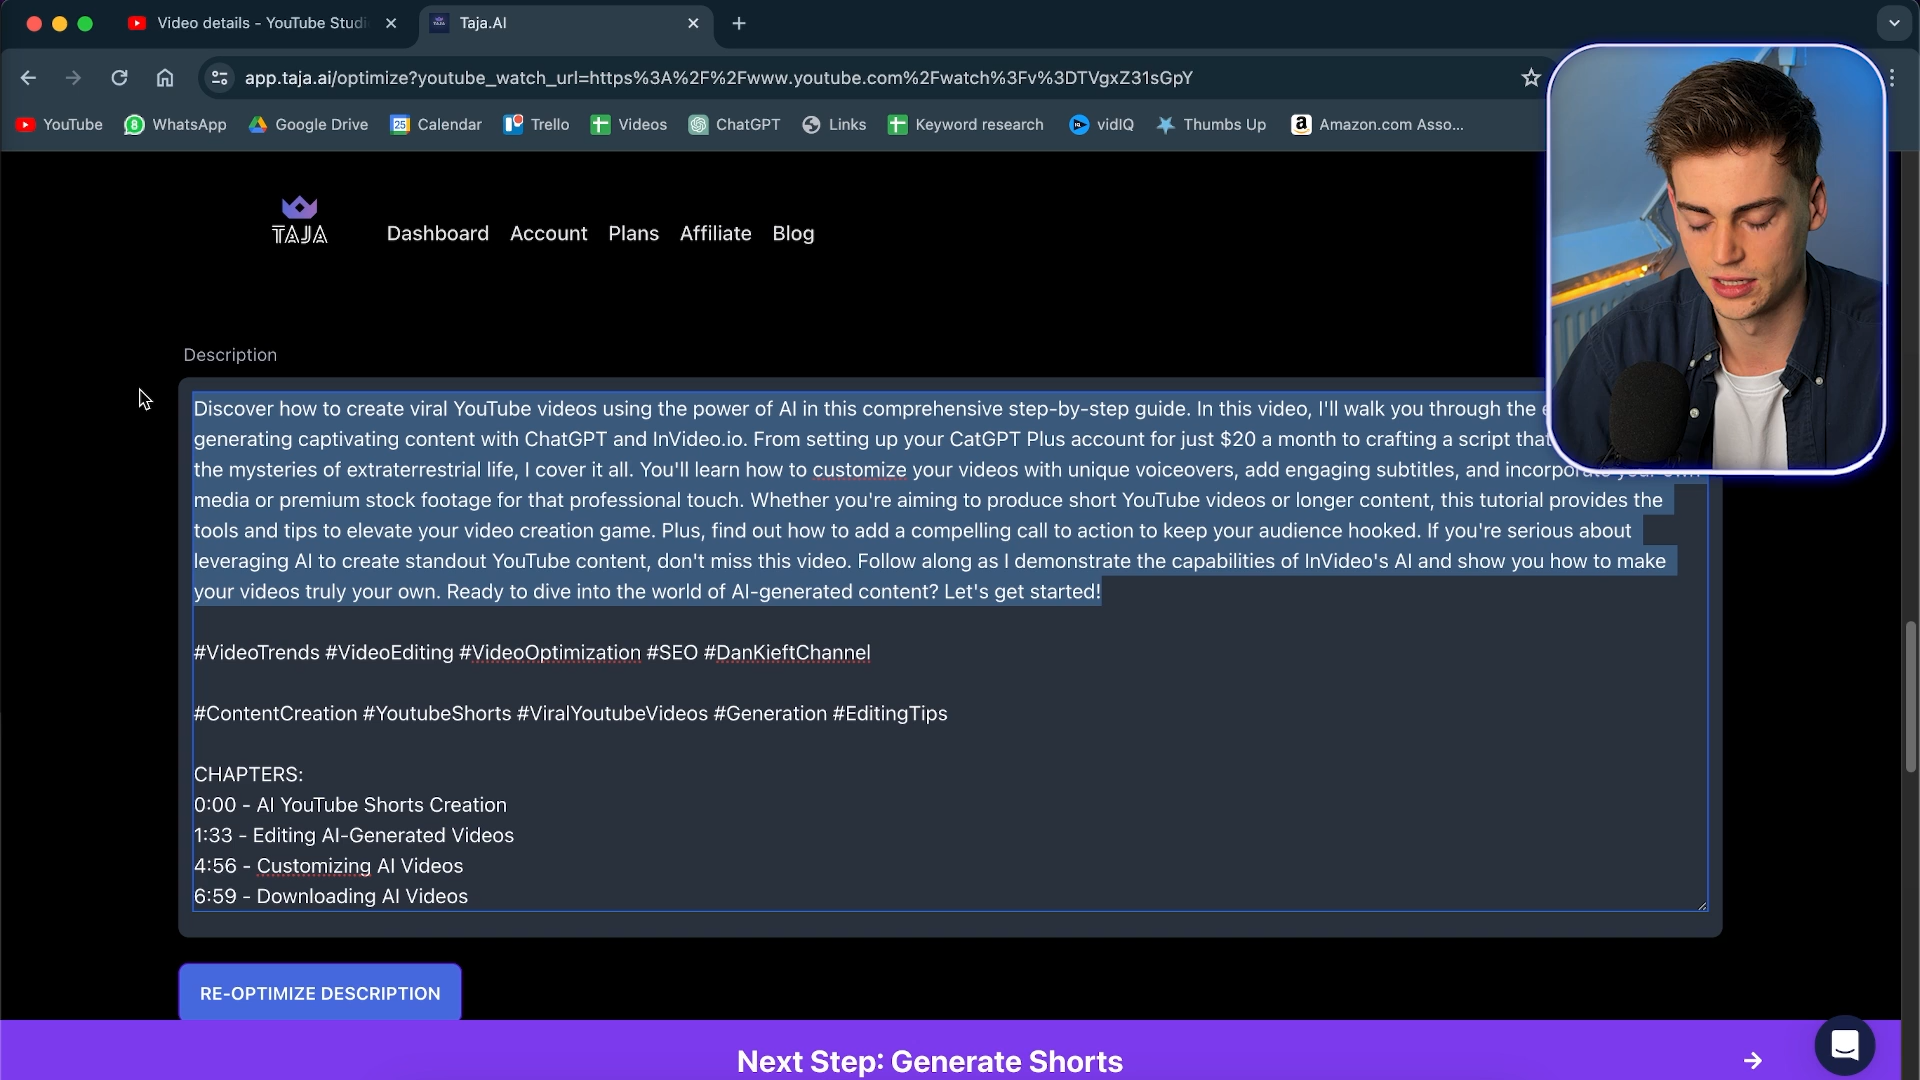 Video details - YouTube Studi
Taja.AI
app.taja.ai/optimize?youtube_watch_url=https%3A%2F%2Fwww.youtube.com%2Fwatch%3Fv%3DTVgxZ31sGpY
YouTube WhatsApp Google Drive 25 Calendar Trello Videos ChatGPT Links Keyword research vidIQ Thumbs Up Amazon.com Asso...
TAJA
Dashboard Account Plans Affiliate Blog
Description
Discover how to create viral YouTube videos using the power of AI in this comprehensive step-by-step guide. In this video, I'll walk you through the
generating captivating content with ChatGPT and InVideo.io. From setting up your CatGPT Plus account for just $20 a month to crafting a script that
the mysteries of extraterrestrial life, I cover it all. You'll learn how to customize your videos with unique voiceovers, add engaging subtitles, and incorporate your own
media or premium stock footage for that professional touch. Whether you're aiming to produce short YouTube videos or longer content, this tutorial provides the
tools and tips to elevate your video creation game. Plus, find out how to add a compelling call to action to keep your audience hooked. If you're serious about
leveraging AI to create standout YouTube content, don't miss this video. Follow along as I demonstrate the capabilities of InVideo's AI and show you how to make
your videos truly your own. Ready to dive into the world of AI-generated content? Let's get started!
#VideoTrends #VideoEditing #VideoOptimization #SEO #DanKieftChannel
#ContentCreation #YoutubeShorts #ViralYoutubeVideos #Generation #EditingTips
CHAPTERS:
0:00 - AI YouTube Shorts Creation
1:33 - Editing AI-Generated Videos
4:56 - Customizing AI Videos
6:59 - Downloading AI Videos
RE-OPTIMIZE DESCRIPTION
Next Step: Generate Shorts